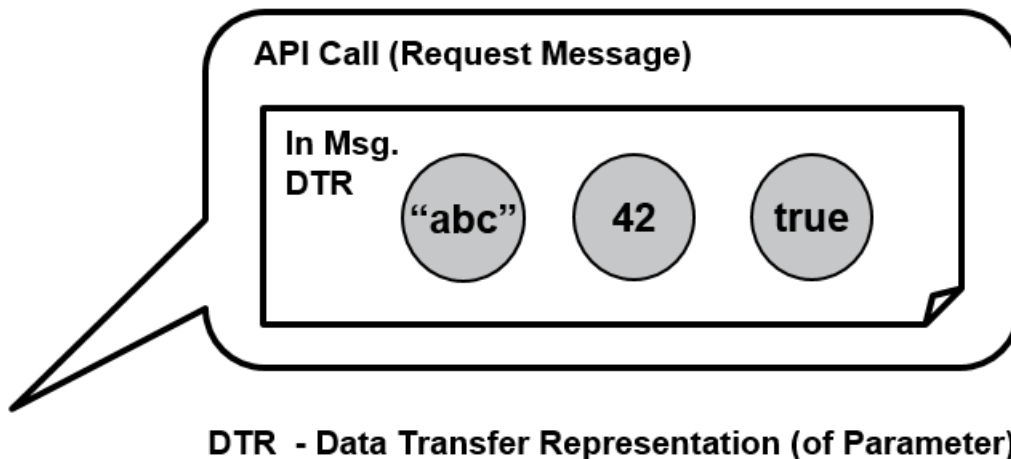 API Call (Request Message)
In Msg.
DTR
“abc” 42 true
DTR - Data Transfer Representation (of Parameter)